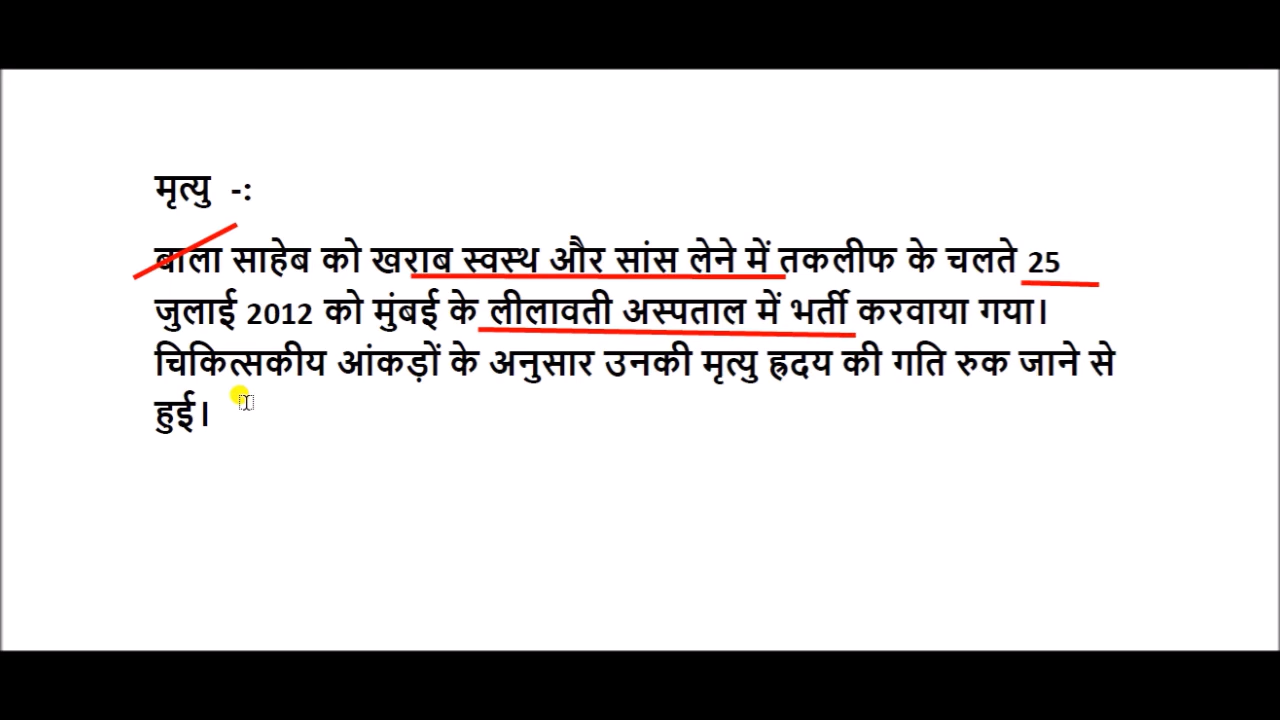 मृत्यु -:
बाला साहेब को खराब स्वस्थ और सांस लेने में तकलीफ के चलते 25
जुलाई 2012 को मुंबई के लीलावती अस्पताल में भर्ती करवाया गया।
चिकित्सकीय आंकड़ों के अनुसार उनकी मृत्यु ह्रदय की गति रुक जाने से
हुई।